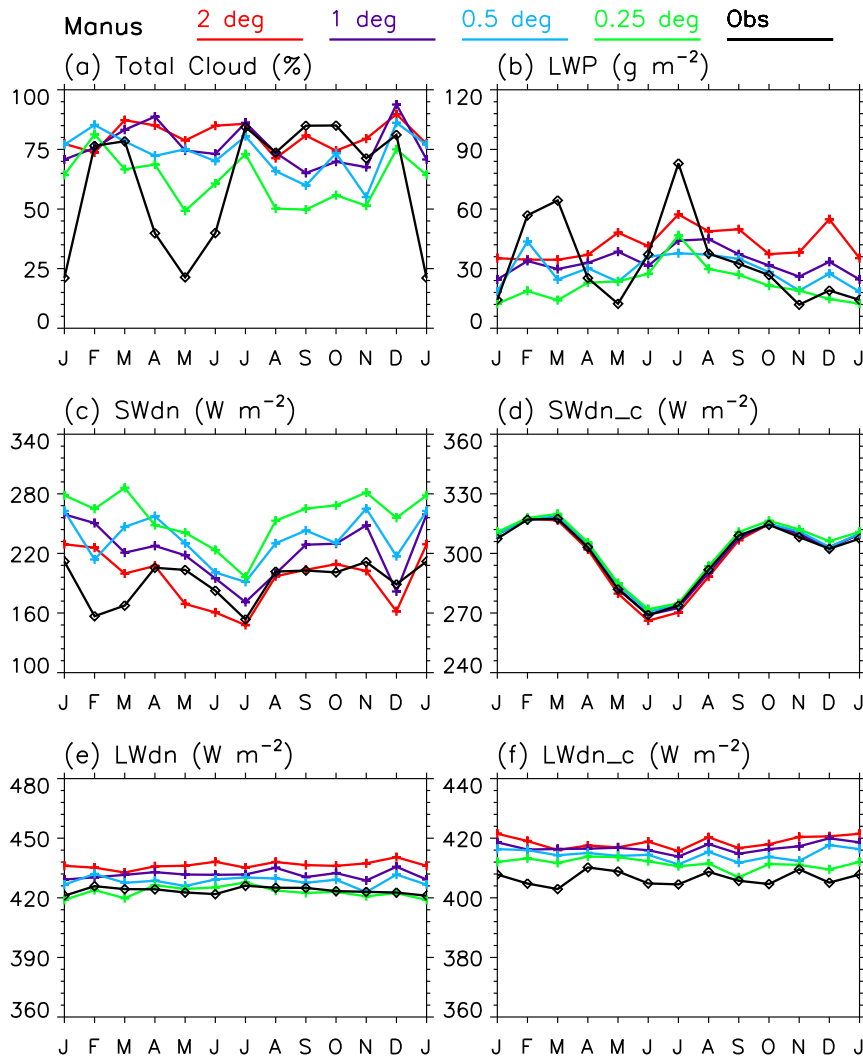 Manus 2 deg 1 deg 0.5 deg 0.25 deg Obs
(a) Total Cloud (%)
100
75
50
25
0
J F M A M J J A S O N D J
(b) LWP (g m⁻²)
120
90
60
30
0
J F M A M J J A S O N D J
(c) SWdn (W m⁻²)
340
280
220
160
100
J F M A M J J A S O N D J
(d) SWdn_c (W m⁻²)
360
330
300
270
240
J F M A M J J A S O N D J
(e) LWdn (W m⁻²)
480
450
420
390
360
J F M A M J J A S O N D J
(f) LWdn_c (W m⁻²)
440
420
400
380
360
J F M A M J J A S O N D J